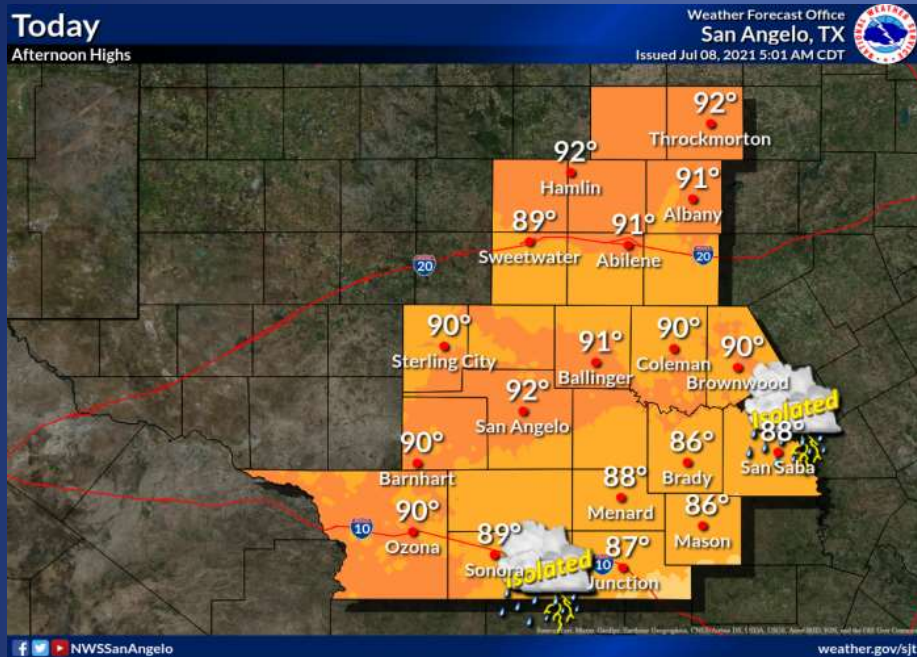 Today
Afternoon Highs
Weather Forecast Office
San Angelo, TX
Issued Jul 08, 2021 5:01 AM CDT
NATIONAL WEATHER SERVICE
92°
Throckmorton
92°
Hamlin
91°
Albany
89°
Sweetwater
91°
Abilene
20
20
90°
Sterling City
91°
Ballinger
90°
Coleman
90°
Brownwood
Isolated
92°
San Angelo
88°
San Saba
90°
Barnhart
86°
Brady
88°
Menard
86°
Mason
10
90°
Ozona
89°
Sonora
Isolated
10
87°
Junction
NWSSanAngelo
weather.gov/sjt